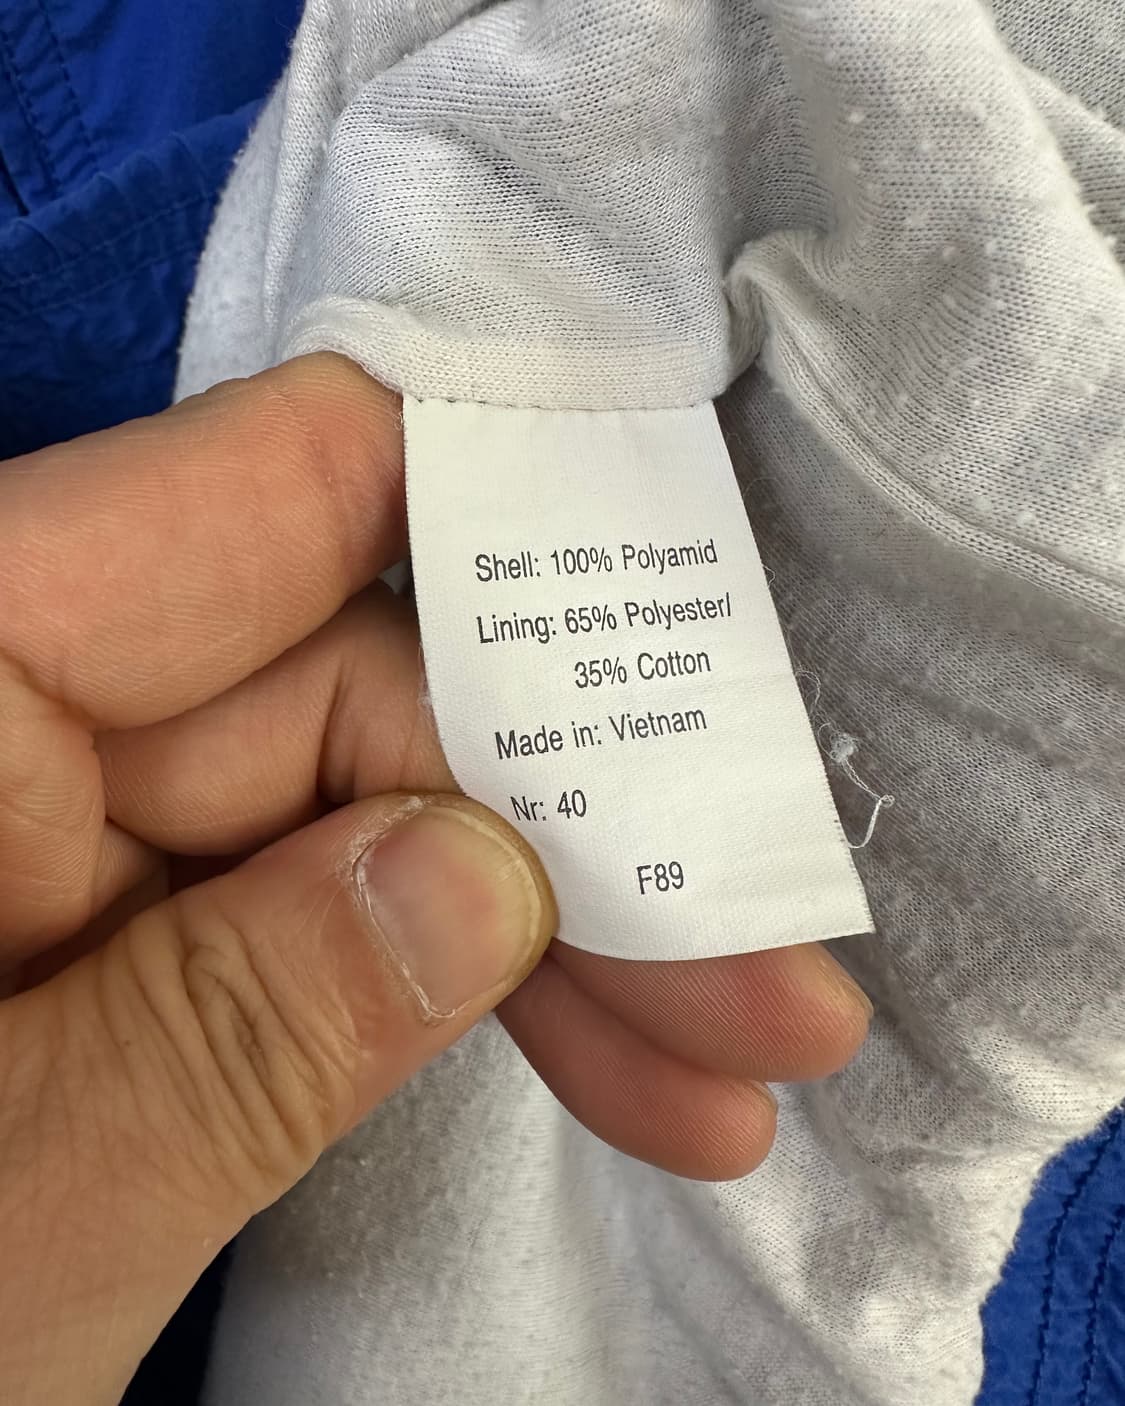 Shell: 100% Polyamid
Lining: 65% Polyester/
35% Cotton
Made in: Vietnam
Nr: 40
F89